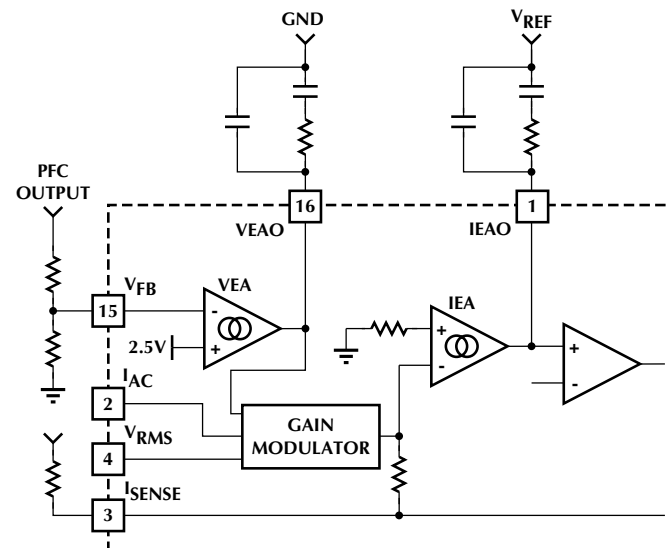 GND
VREF
PFC
OUTPUT
16
1
VEAO
IEAO
VFB
VEA
15
-
2.5V
+
IEA
+
-
+
-
IAC
2
GAIN
MODULATOR
VRMS
4
ISENSE
3